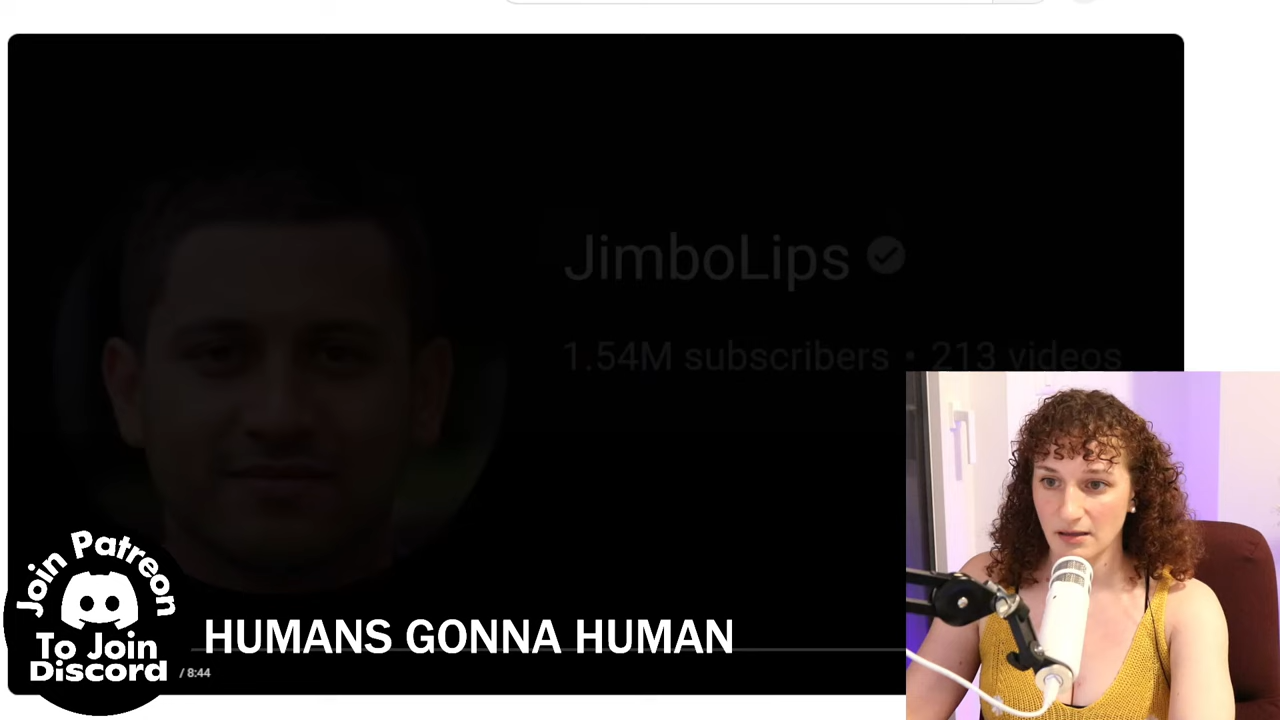 JimboLips
1.54M subscribers • 213 videos
Join Patreon
To Join
Discord
HUMANS GONNA HUMAN
/ 8:44